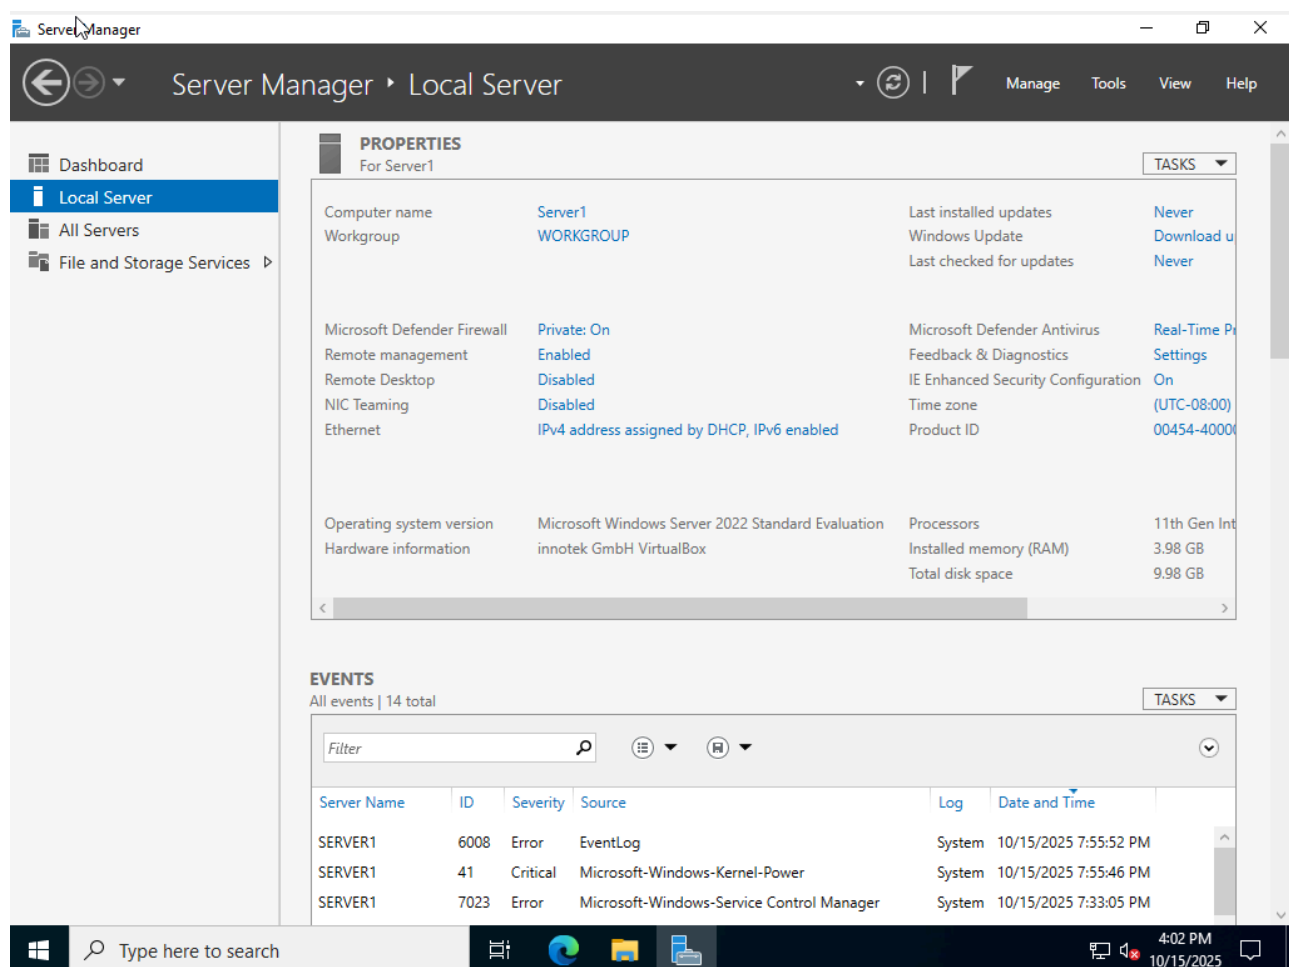 Server Manager
Server Manager ‣ Local Server
Manage Tools View Help
Dashboard
Local Server
All Servers
File and Storage Services
PROPERTIES
For Server1
TASKS
Computer name Server1 Last installed updates Never
Workgroup WORKGROUP Windows Update Download u
Last checked for updates Never
Microsoft Defender Firewall Private: On Microsoft Defender Antivirus Real-Time Pr
Remote management Enabled Feedback & Diagnostics Settings
Remote Desktop Disabled IE Enhanced Security Configuration On
NIC Teaming Disabled Time zone (UTC-08:00)
Ethernet IPv4 address assigned by DHCP, IPv6 enabled Product ID 00454-40000
Operating system version Microsoft Windows Server 2022 Standard Evaluation Processors 11th Gen Int
Hardware information innotek GmbH VirtualBox Installed memory (RAM) 3.98 GB
Total disk space 9.98 GB
EVENTS
All events | 14 total
TASKS
Filter
Server Name ID Severity Source Log Date and Time
SERVER1 6008 Error EventLog System 10/15/2025 7:55:52 PM
SERVER1 41 Critical Microsoft-Windows-Kernel-Power System 10/15/2025 7:55:46 PM
SERVER1 7023 Error Microsoft-Windows-Service Control Manager System 10/15/2025 7:33:05 PM
Type here to search
4:02 PM
10/15/2025